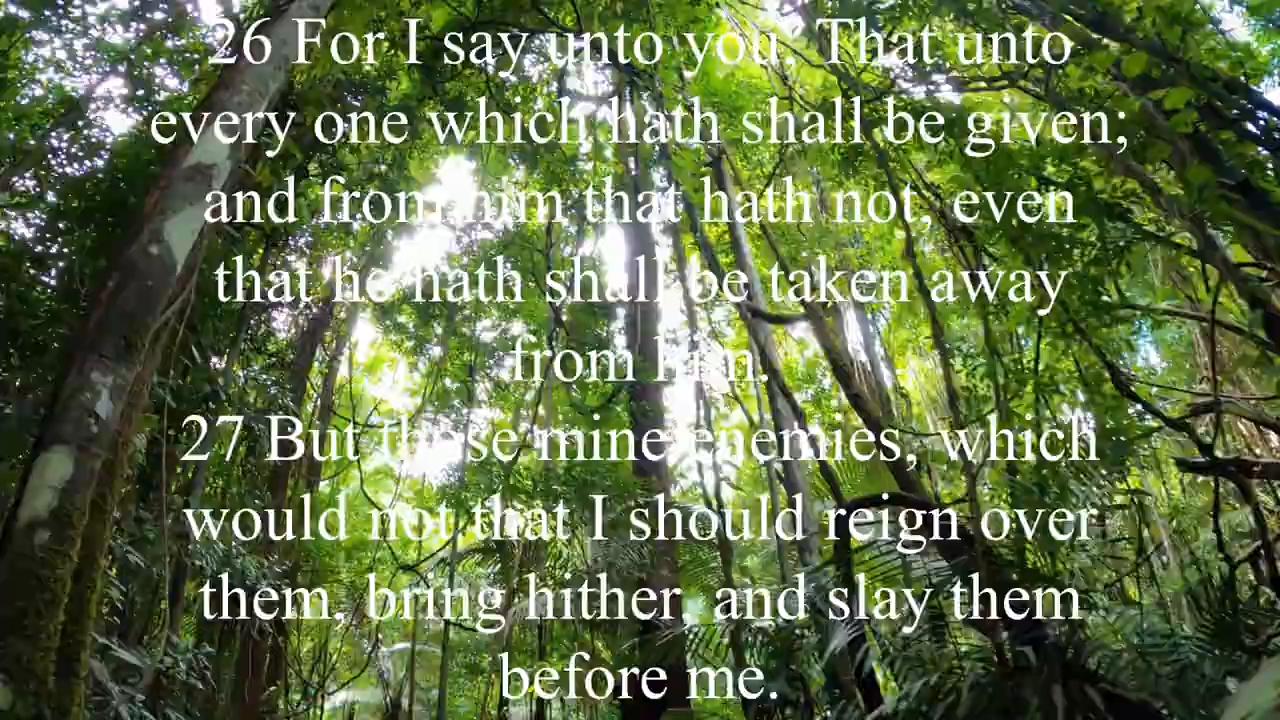 26 For I say unto you, That unto
every one which hath shall be given;
and from him that hath not, even
that he hath shall be taken away
from him.
27 But those mine enemies, which
would not that I should reign over
them, bring hither, and slay them
before me.